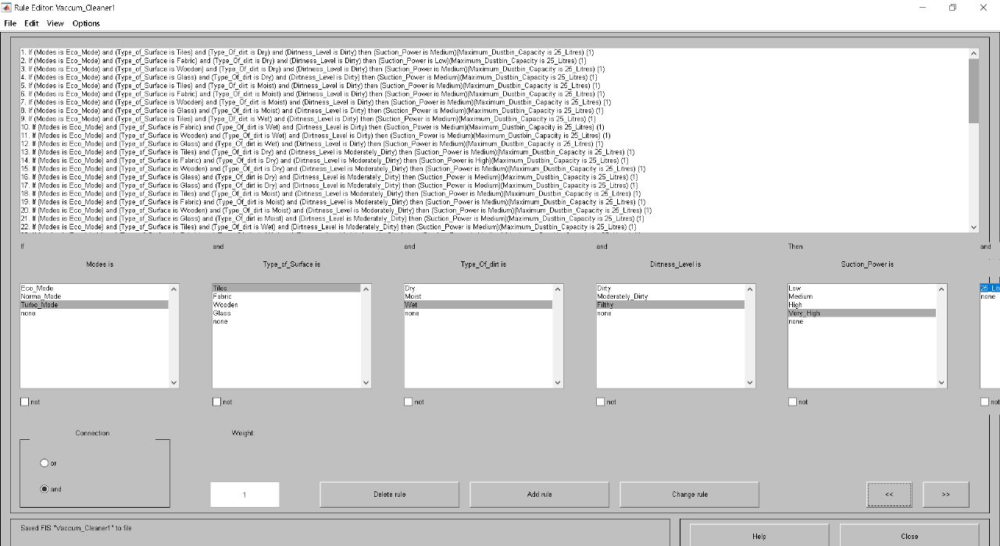 Rule Editor: Vaccum_Cleaner1
File Edit View Options
1. If (Modes is Eco_Mode) and (Type_of_Surface is Tiles) and (Type_Of_dirt is Dry) and (Dirtness_Level is Dirty) then (Suction_Power is Medium)(Maximum_Dustbin_Capacity is 25_Litres) (1)
2. If (Modes is Eco_Mode) and (Type_of_Surface is Fabric) and (Type_Of_dirt is Dry) and (Dirtness_Level is Dirty) then (Suction_Power is Low)(Maximum_Dustbin_Capacity is 25_Litres) (1)
3. If (Modes is Eco_Mode) and (Type_of_Surface is Wooden) and (Type_Of_dirt is Dry) and (Dirtness_Level is Dirty) then (Suction_Power is Medium)(Maximum_Dustbin_Capacity is 25_Litres) (1)
4. If (Modes is Eco_Mode) and (Type_of_Surface is Glass) and (Type_Of_dirt is Dry) and (Dirtness_Level is Dirty) then (Suction_Power is Medium)(Maximum_Dustbin_Capacity is 25_Litres) (1)
5. If (Modes is Eco_Mode) and (Type_of_Surface is Tiles) and (Type_Of_dirt is Moist) and (Dirtness_Level is Dirty) then (Suction_Power is Medium)(Maximum_Dustbin_Capacity is 25_Litres) (1)
6. If (Modes is Eco_Mode) and (Type_of_Surface is Fabric) and (Type_Of_dirt is Moist) and (Dirtness_Level is Dirty) then (Suction_Power is Medium)(Maximum_Dustbin_Capacity is 25_Litres) (1)
7. If (Modes is Eco_Mode) and (Type_of_Surface is Wooden) and (Type_Of_dirt is Moist) and (Dirtness_Level is Dirty) then (Suction_Power is Medium)(Maximum_Dustbin_Capacity is 25_Litres) (1)
8. If (Modes is Eco_Mode) and (Type_of_Surface is Glass) and (Type_Of_dirt is Moist) and (Dirtness_Level is Dirty) then (Suction_Power is Medium)(Maximum_Dustbin_Capacity is 25_Litres) (1)
9. If (Modes is Eco_Mode) and (Type_of_Surface is Tiles) and (Type_Of_dirt is Wet) and (Dirtness_Level is Dirty) then (Suction_Power is Medium)(Maximum_Dustbin_Capacity is 25_Litres) (1)
10. If (Modes is Eco_Mode) and (Type_of_Surface is Fabric) and (Type_Of_dirt is Wet) and (Dirtness_Level is Dirty) then (Suction_Power is Medium)(Maximum_Dustbin_Capacity is 25_Litres) (1)
11. If (Modes is Eco_Mode) and (Type_of_Surface is Wooden) and (Type_Of_dirt is Wet) and (Dirtness_Level is Dirty) then (Suction_Power is Medium)(Maximum_Dustbin_Capacity is 25_Litres) (1)
12. If (Modes is Eco_Mode) and (Type_of_Surface is Glass) and (Type_Of_dirt is Wet) and (Dirtness_Level is Dirty) then (Suction_Power is Medium)(Maximum_Dustbin_Capacity is 25_Litres) (1)
13. If (Modes is Eco_Mode) and (Type_of_Surface is Tiles) and (Type_Of_dirt is Dry) and (Dirtness_Level is Moderately_Dirty) then (Suction_Power is Medium)(Maximum_Dustbin_Capacity is 25_Litres) (1)
14. If (Modes is Eco_Mode) and (Type_of_Surface is Fabric) and (Type_Of_dirt is Dry) and (Dirtness_Level is Moderately_Dirty) then (Suction_Power is High)(Maximum_Dustbin_Capacity is 25_Litres) (1)
15. If (Modes is Eco_Mode) and (Type_of_Surface is Wooden) and (Type_Of_dirt is Dry) and (Dirtness_Level is Moderately_Dirty) then (Suction_Power is Medium)(Maximum_Dustbin_Capacity is 25_Litres) (1)
16. If (Modes is Eco_Mode) and (Type_of_Surface is Glass) and (Type_Of_dirt is Dry) and (Dirtness_Level is Moderately_Dirty) then (Suction_Power is Medium)(Maximum_Dustbin_Capacity is 25_Litres) (1)
17. If (Modes is Eco_Mode) and (Type_of_Surface is Glass) and (Type_Of_dirt is Dry) and (Dirtness_Level is Moderately_Dirty) then (Suction_Power is Medium)(Maximum_Dustbin_Capacity is 25_Litres) (1)
18. If (Modes is Eco_Mode) and (Type_of_Surface is Tiles) and (Type_Of_dirt is Moist) and (Dirtness_Level is Moderately_Dirty) then (Suction_Power is Medium)(Maximum_Dustbin_Capacity is 25_Litres) (1)
19. If (Modes is Eco_Mode) and (Type_of_Surface is Fabric) and (Type_Of_dirt is Moist) and (Dirtness_Level is Moderately_Dirty) then (Suction_Power is Medium)(Maximum_Dustbin_Capacity is 25_Litres) (1)
20. If (Modes is Eco_Mode) and (Type_of_Surface is Wooden) and (Type_Of_dirt is Moist) and (Dirtness_Level is Moderately_Dirty) then (Suction_Power is Medium)(Maximum_Dustbin_Capacity is 25_Litres) (1)
21. If (Modes is Eco_Mode) and (Type_of_Surface is Glass) and (Type_Of_dirt is Moist) and (Dirtness_Level is Moderately_Dirty) then (Suction_Power is Medium)(Maximum_Dustbin_Capacity is 25_Litres) (1)
22. If (Modes is Eco_Mode) and (Type_of_Surface is Tiles) and (Type_Of_dirt is Wet) and (Dirtness_Level is Moderately_Dirty) then (Suction_Power is Medium)(Maximum_Dustbin_Capacity is 25_Litres) (1)
If and and and Then and
Modes is Type_of_Surface is Type_Of_dirt is Dirtness_Level is Suction_Power is
Eco_Mode Tiles Dry Dirty Low 25_Lit
Norma_Mode Fabric Moist Moderately_Dirty Medium none
Turbo_Mode Wooden Wet Filthy High
none Glass none none Very_High
none none
not not not not not not
Connection Weight:
or
and
1 Delete rule Add rule Change rule << >>
Saved FIS "Vaccum_Cleaner1" to file
Help Close